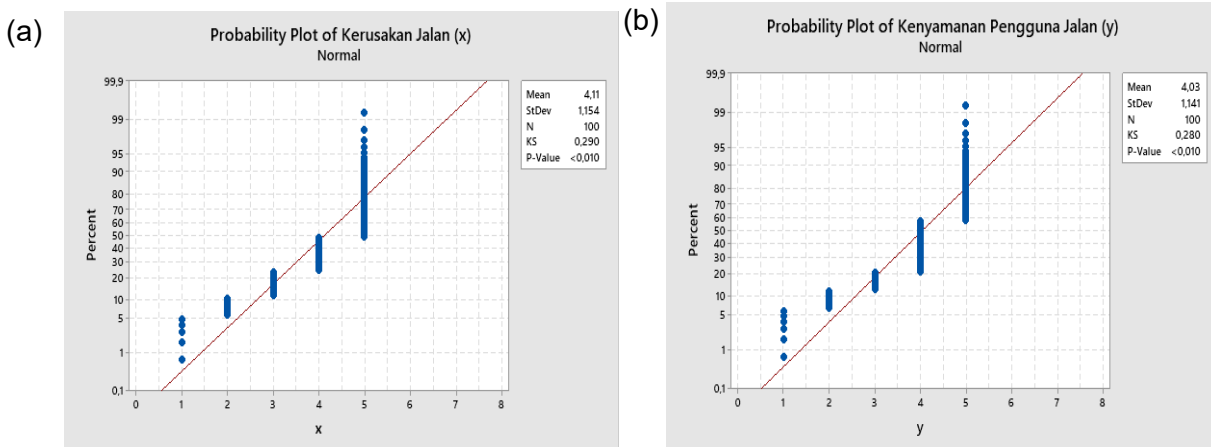 (a)
Probability Plot of Kerusakan Jalan (x)
Normal
Mean 4,11
StDev 1,154
N 100
KS 0,290
P-Value <0,010
99,9
99
95
90
80
70
60
50
40
30
20
10
5
1
0,1
Percent
0 1 2 3 4 5 6 7 8
x
(b)
Probability Plot of Kenyamanan Pengguna Jalan (y)
Normal
Mean 4,03
StDev 1,141
N 100
KS 0,280
P-Value <0,010
99,9
99
95
90
80
70
60
50
40
30
20
10
5
1
0,1
Percent
0 1 2 3 4 5 6 7 8
y